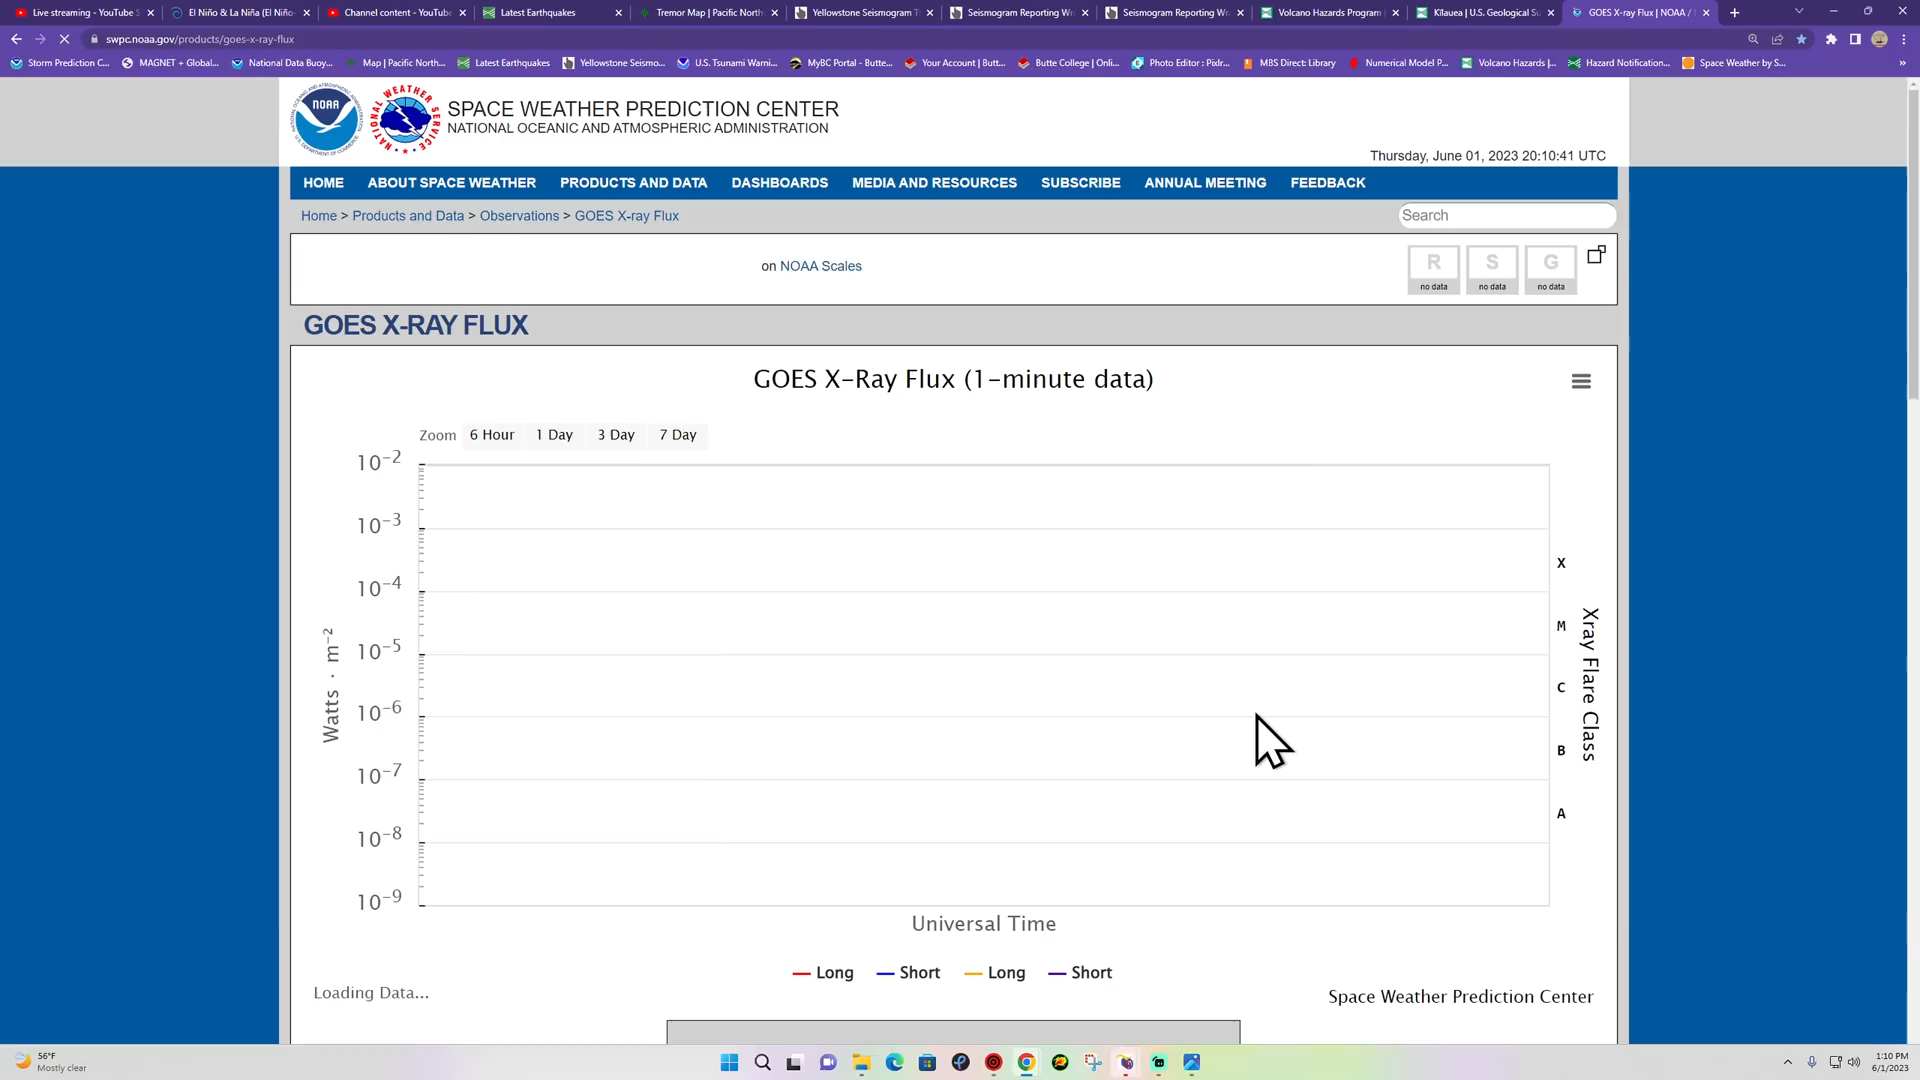 Live streaming - YouTube S
El Niño & La Niña (El Niño-
Channel content - YouTube
Latest Earthquakes
Tremor Map | Pacific North
Yellowstone Seismogram T
Seismogram Reporting Wr
Seismogram Reporting Wr
Volcano Hazards Program |
Kīlauea | U.S. Geological Su
GOES X-ray Flux | NOAA /
swpc.noaa.gov/products/goes-x-ray-flux
Storm Prediction C...
MAGNET + Global...
National Data Buoy...
Map | Pacific North...
Latest Earthquakes
Yellowstone Seismo...
U.S. Tsunami Warni...
MyBC Portal - Butte...
Your Account | Butt...
Butte College | Onli...
Photo Editor : Pixlr...
MBS Direct: Library
Numerical Model P...
Volcano Hazards |...
Hazard Notification...
Space Weather by S...
NOAA
NATIONAL WEATHER SERVICE
SPACE WEATHER PREDICTION CENTER
NATIONAL OCEANIC AND ATMOSPHERIC ADMINISTRATION
Thursday, June 01, 2023 20:10:41 UTC
HOME ABOUT SPACE WEATHER PRODUCTS AND DATA DASHBOARDS MEDIA AND RESOURCES SUBSCRIBE ANNUAL MEETING FEEDBACK
Home > Products and Data > Observations > GOES X-ray Flux
Search
on NOAA Scales
R S G
no data no data no data
GOES X-RAY FLUX
GOES X-Ray Flux (1-minute data)
Zoom 6 Hour 1 Day 3 Day 7 Day
10⁻²
10⁻³
10⁻⁴
10⁻⁵
10⁻⁶
10⁻⁷
10⁻⁸
10⁻⁹
Watts · m⁻²
X
M
C
B
A
Xray Flare Class
Universal Time
Long Short Long Short
Loading Data...
Space Weather Prediction Center
56°F
Mostly clear
1:10 PM
6/1/2023